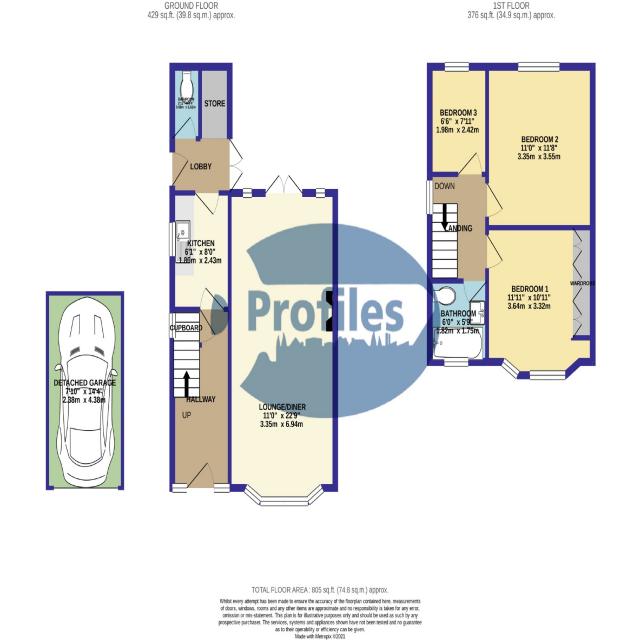 GROUND FLOOR
429 sq.ft. (39.8 sq.m.) approx.
1ST FLOOR
376 sq.ft. (34.9 sq.m.) approx.
STORE
LOBBY
KITCHEN
6'1" x 8'0"
1.86m x 2.43m
CUPBOARD
HALLWAY
UP
LOUNGE/DINER
11'0" x 22'9"
3.35m x 6.94m
DETACHED GARAGE
7'10" x 14'4"
2.38m x 4.38m
BEDROOM 3
6'6" x 7'11"
1.98m x 2.42m
BEDROOM 2
11'0" x 11'8"
3.35m x 3.55m
DOWN
LANDING
BEDROOM 1
11'11" x 10'11"
3.64m x 3.32m
WARDROBE
BATHROOM
6'0" x 5'9"
1.82m x 1.75m
Profiles
TOTAL FLOOR AREA : 805 sq.ft. (74.8 sq.m.) approx.
Whilst every attempt has been made to ensure the accuracy of the floorplan contained here, measurements
of doors, windows, rooms and any other items are approximate and no responsibility is taken for any error,
omission or mis-statement. This plan is for illustrative purposes only and should be used as such by any
prospective purchaser. The services, systems and appliances shown have not been tested and no guarantee
as to their operability or efficiency can be given.
Made with Metropix ©2021